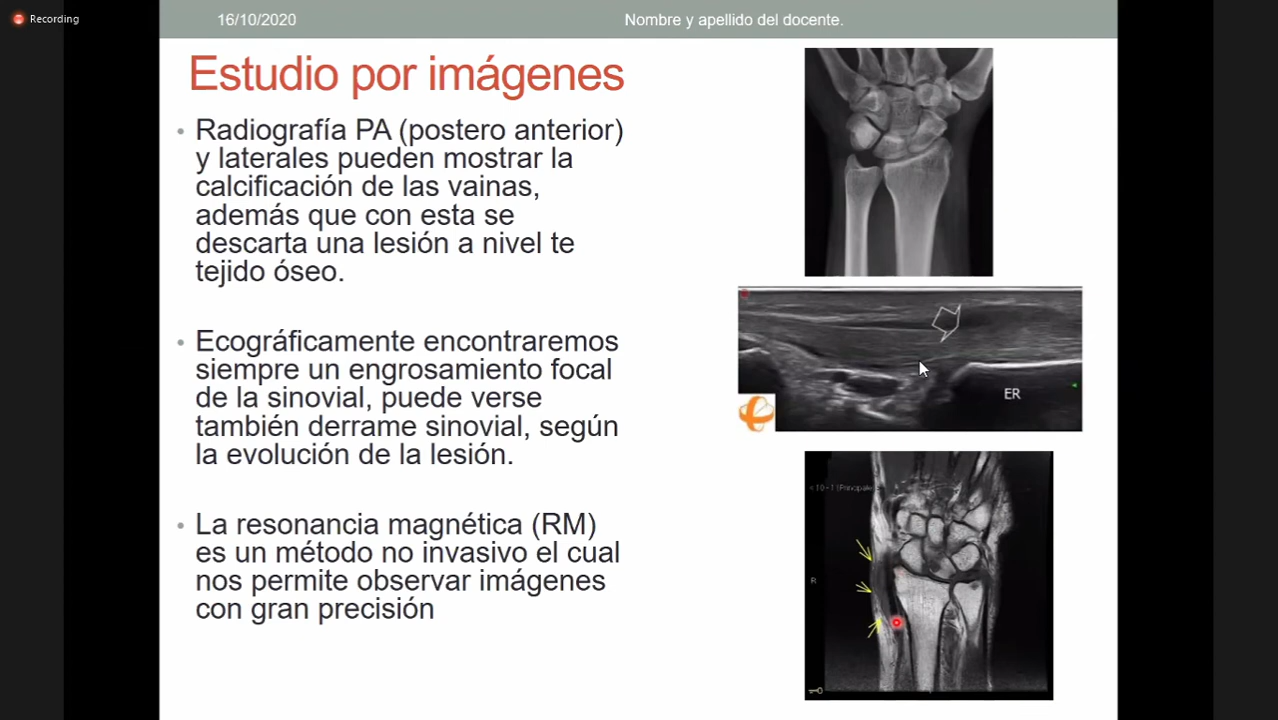 Recording
16/10/2020
Nombre y apellido del docente.
Estudio por imágenes
Radiografía PA (postero anterior)
y laterales pueden mostrar la
calcificación de las vainas,
además que con esta se
descarta una lesión a nivel te
tejido óseo.
Ecográficamente encontraremos
siempre un engrosamiento focal
de la sinovial, puede verse
también derrame sinovial, según
la evolución de la lesión.
La resonancia magnética (RM)
es un método no invasivo el cual
nos permite observar imágenes
con gran precisión
ER
R